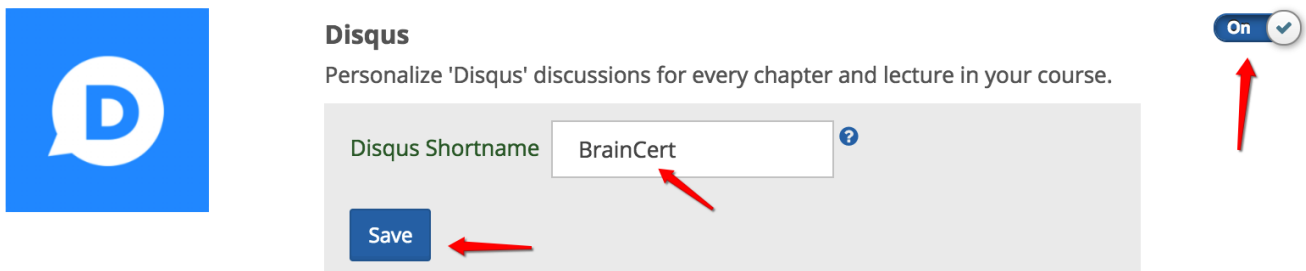 D
Disqus
On
Personalize 'Disqus' discussions for every chapter and lecture in your course.
Disqus Shortname BrainCert ?
Save